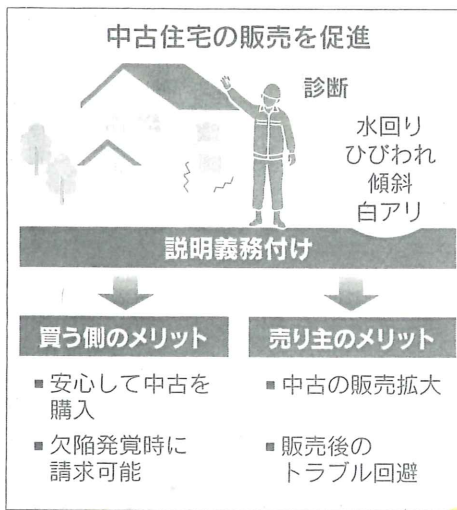 中古住宅の販売を促進
診断
水回り
ひびわれ
傾斜
白アリ
説明義務付け
買う側のメリット
■安心して中古を
購入
■欠陥発覚時に
請求可能
売り主のメリット
■中古の販売拡大
■販売後の
トラブル回避